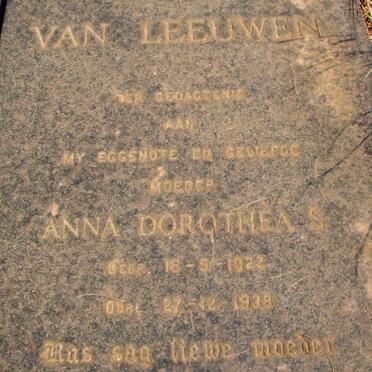 VAN LEEUWEN
TER GEDAGTENIS
AAN
MY EGGENOTE EN GELIEFDE
MOEDER
ANNA DOROTHEA S.
GEB. 16-5-1922
OORL. 27-12-1938
Rus sag liewe moeder